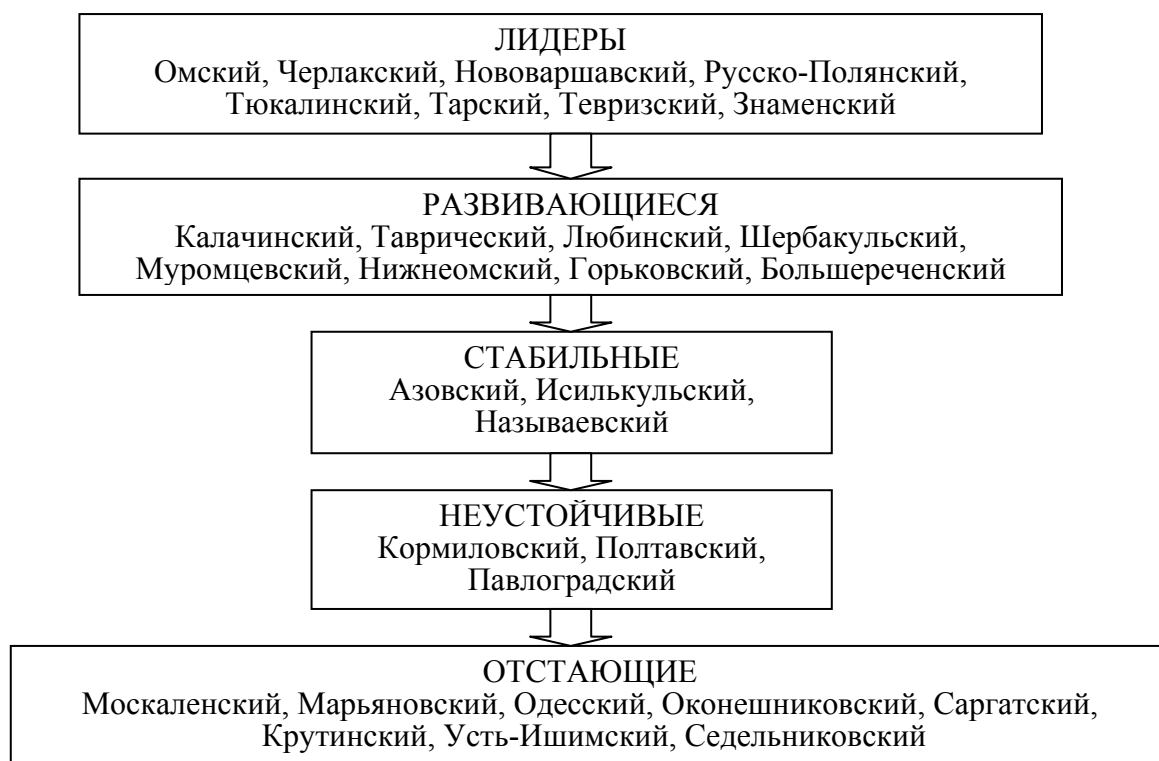 ЛИДЕРЫ
Омский, Черлакский, Нововаршавский, Русско-Полянский,
Тюкалинский, Тарский, Тевризский, Знаменский
РАЗВИВАЮЩИЕСЯ
Калачинский, Таврический, Любинский, Шербакульский,
Муромцевский, Нижнеомский, Горьковский, Большереченский
СТАБИЛЬНЫЕ
Азовский, Исилькульский,
Называевский
НЕУСТОЙЧИВЫЕ
Кормиловский, Полтавский,
Павлоградский
ОТСТАЮЩИЕ
Москаленский, Марьяновский, Одесский, Оконешниковский, Саргатский,
Крутинский, Усть-Ишимский, Седельниковский